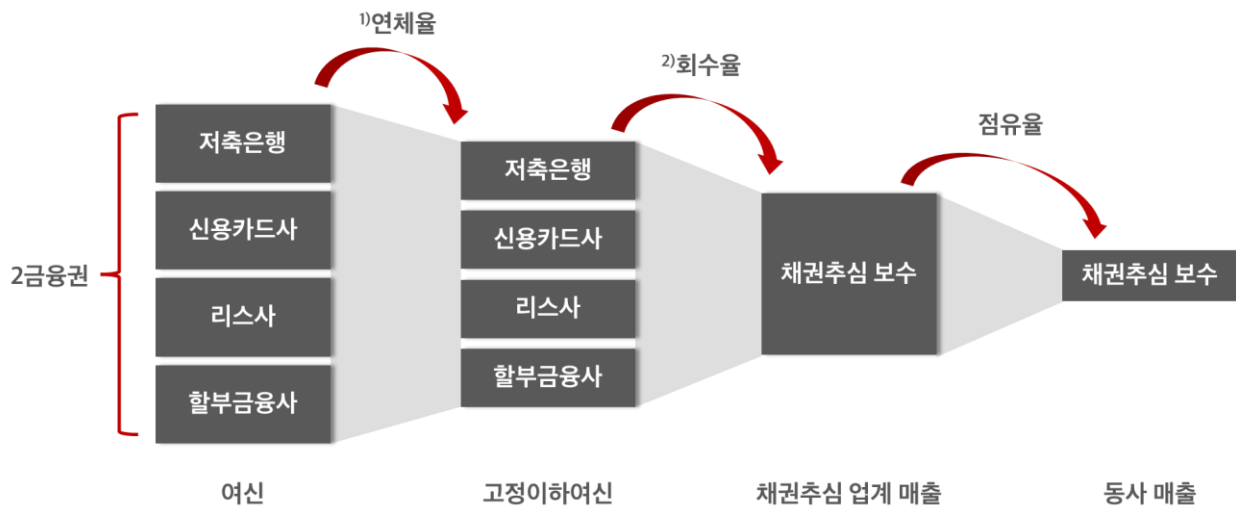 1)연체율
2)회수율
점유율
2금융권
저축은행
신용카드사
리스사
할부금융사
저축은행
신용카드사
리스사
할부금융사
채권추심 보수
채권추심 보수
여신
고정이하여신
채권추심 업계 매출
동사 매출